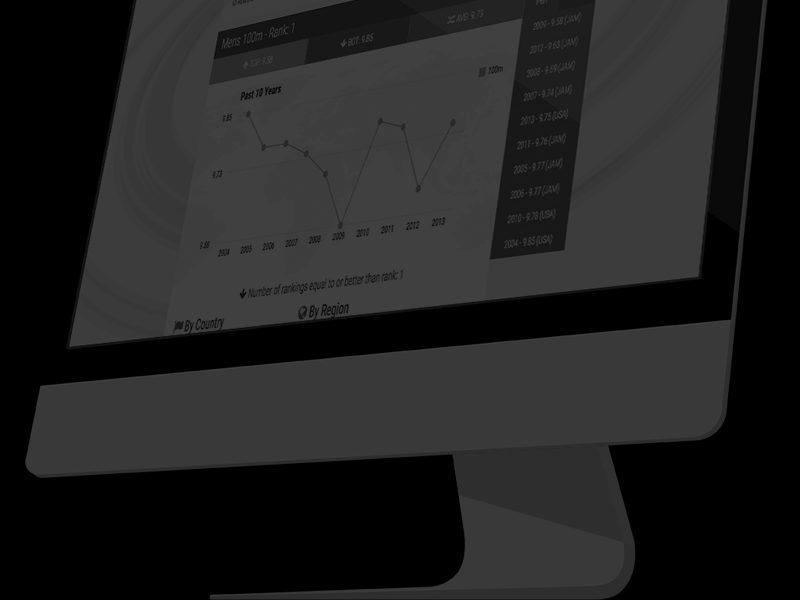 Mens 100m - Rank: 1
TOP: 9.58
BOT: 9.85
AVG: 9.73
Past 10 Years
100m
9.85
9.73
9.58
2004 2005 2006 2007 2008 2009 2010 2011 2012 2013
Number of rankings equal to or better than rank: 1
By Country
By Region
2009 - 9.58 (JAM)
2012 - 9.63 (JAM)
2008 - 9.69 (JAM)
2007 - 9.74 (JAM)
2013 - 9.75 (USA)
2011 - 9.76 (JAM)
2005 - 9.77 (JAM)
2006 - 9.77 (JAM)
2010 - 9.78 (USA)
2004 - 9.85 (USA)